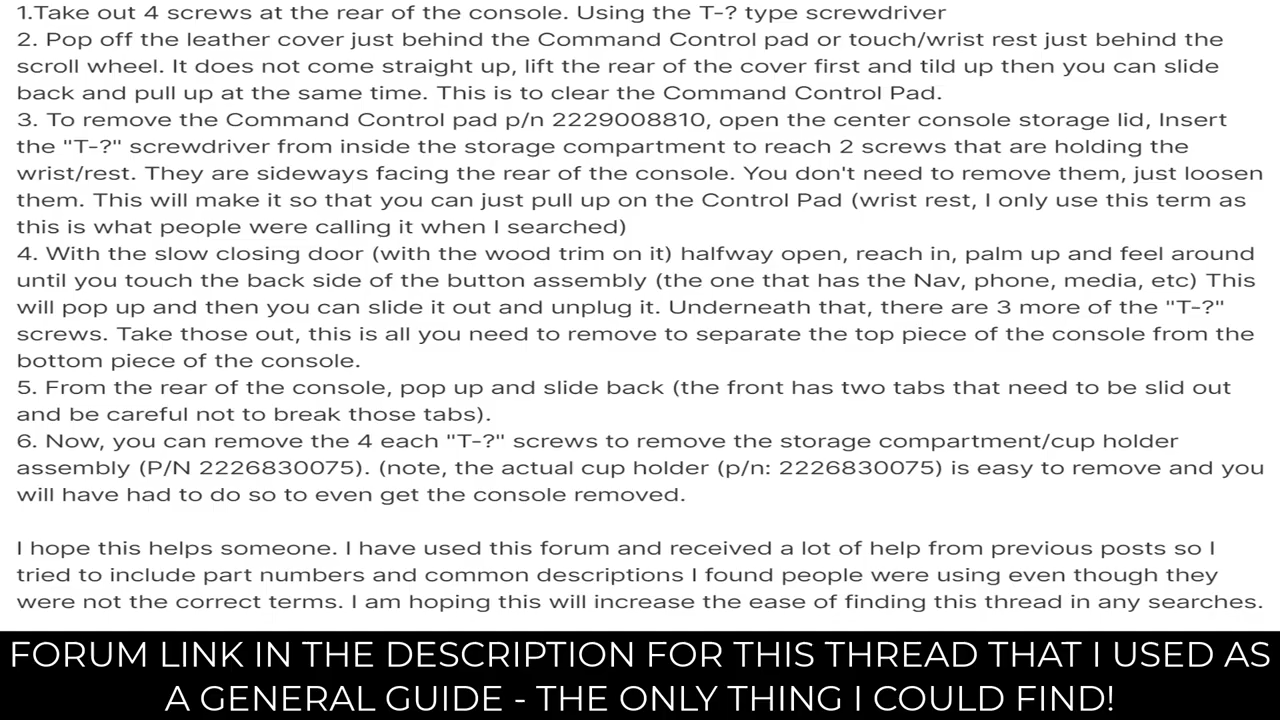 1.Take out 4 screws at the rear of the console. Using the T-? type screwdriver
2. Pop off the leather cover just behind the Command Control pad or touch/wrist rest just behind the
scroll wheel. It does not come straight up, lift the rear of the cover first and tild up then you can slide
back and pull up at the same time. This is to clear the Command Control Pad.
3. To remove the Command Control pad p/n 2229008810, open the center console storage lid, Insert
the "T-?" screwdriver from inside the storage compartment to reach 2 screws that are holding the
wrist/rest. They are sideways facing the rear of the console. You don't need to remove them, just loosen
them. This will make it so that you can just pull up on the Control Pad (wrist rest, I only use this term as
this is what people were calling it when I searched)
4. With the slow closing door (with the wood trim on it) halfway open, reach in, palm up and feel around
until you touch the back side of the button assembly (the one that has the Nav, phone, media, etc) This
will pop up and then you can slide it out and unplug it. Underneath that, there are 3 more of the "T-?"
screws. Take those out, this is all you need to remove to separate the top piece of the console from the
bottom piece of the console.
5. From the rear of the console, pop up and slide back (the front has two tabs that need to be slid out
and be careful not to break those tabs).
6. Now, you can remove the 4 each "T-?" screws to remove the storage compartment/cup holder
assembly (P/N 2226830075). (note, the actual cup holder (p/n: 2226830075) is easy to remove and you
will have had to do so to even get the console removed.
I hope this helps someone. I have used this forum and received a lot of help from previous posts so I
tried to include part numbers and common descriptions I found people were using even though they
were not the correct terms. I am hoping this will increase the ease of finding this thread in any searches.
FORUM LINK IN THE DESCRIPTION FOR THIS THREAD THAT I USED AS
A GENERAL GUIDE - THE ONLY THING I COULD FIND!